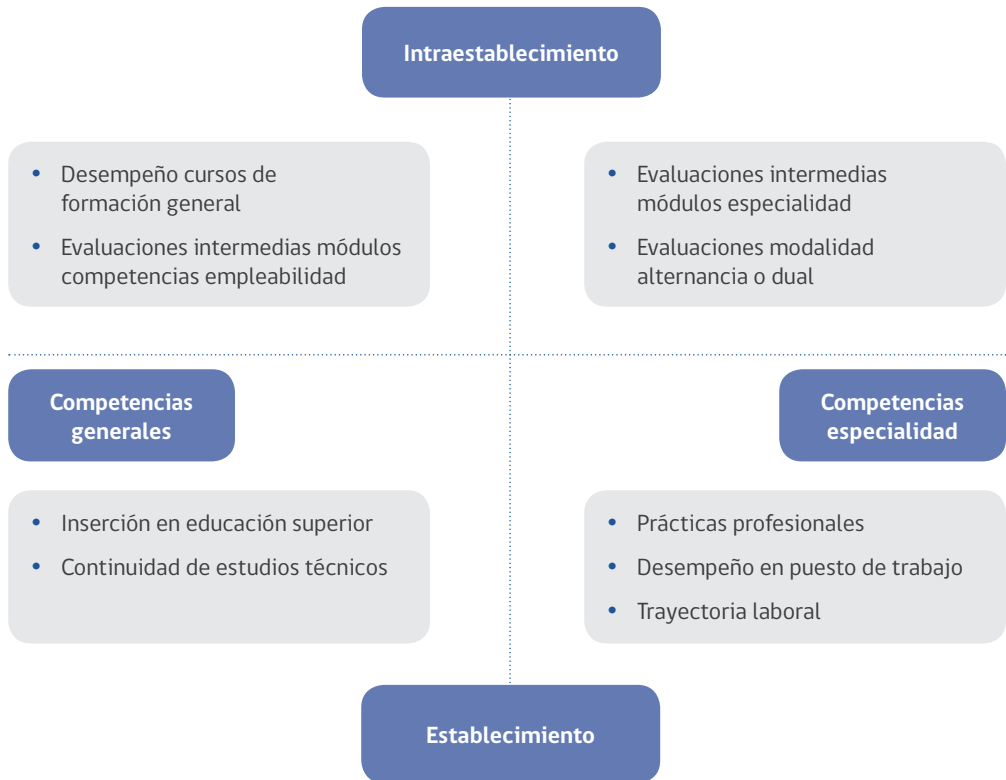 Intraestablecimiento
• Desempeño cursos de
formación general
• Evaluaciones intermedias módulos
competencias empleabilidad
• Evaluaciones intermedias
módulos especialidad
• Evaluaciones modalidad
alternancia o dual
Competencias
generales
Competencias
especialidad
• Inserción en educación superior
• Continuidad de estudios técnicos
• Prácticas profesionales
• Desempeño en puesto de trabajo
• Trayectoria laboral
Establecimiento